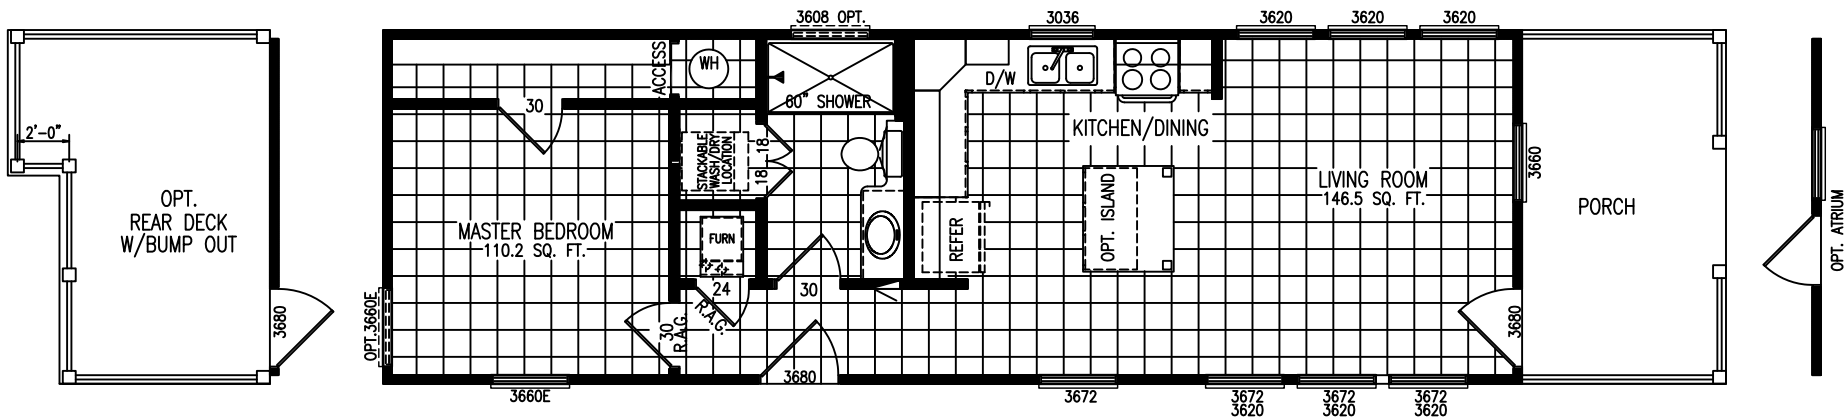 3608 OPT.
3036
3620
3620
3620
ACCESS
WH
D/W
60" SHOWER
30
2'-0"
KITCHEN/DINING
STACKABLE
WASH/DRY
LOCATION
18
18
3660
LIVING ROOM
146.5 SQ. FT.
OPT.
REAR DECK
W/BUMP OUT
MASTER BEDROOM
110.2 SQ. FT.
FURN
REFER
OPT. ISLAND
PORCH
OPT. ATRIUM
24
30
R.A.G.
3680
OPT.3660E
30
R.A.G.
3680
3680
3660E
3672
3672
3620
3672
3620
3672
3620